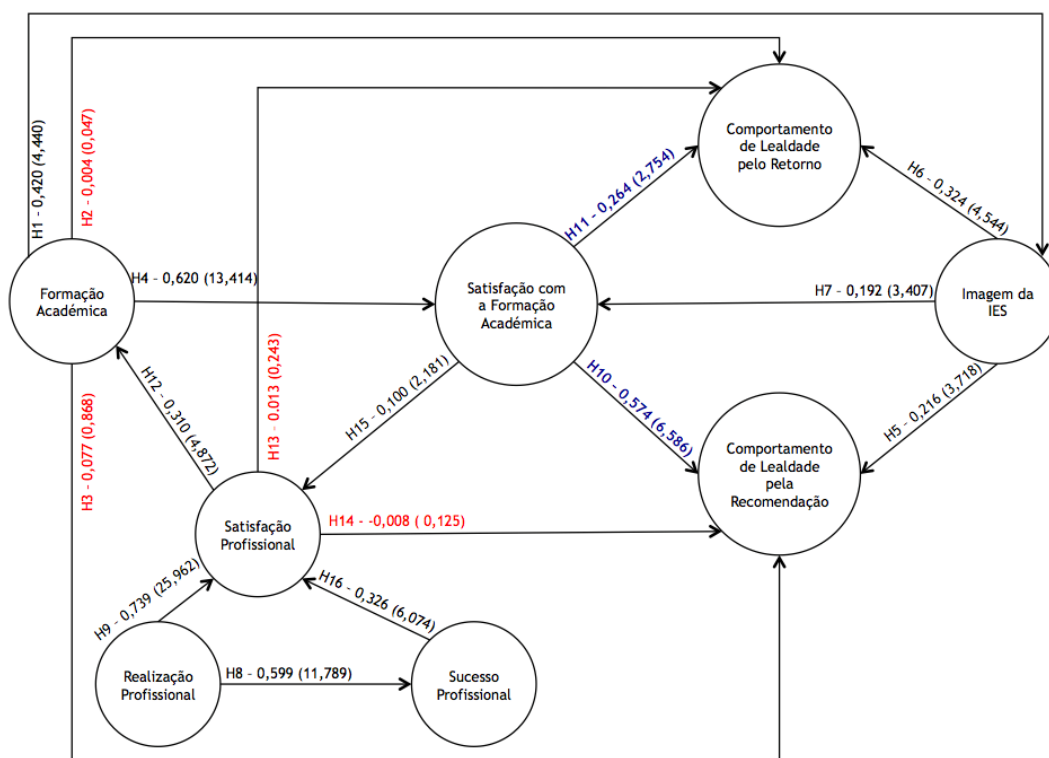 H1 - 0,420 (4,440)
H2 - 0,004 (0,047)
Comportamento
de Lealdade
pelo Retorno
H11 - 0,264 (2,754)
H6 - 0,324 (4,544)
Formação
Académica
H4 - 0,620 (13,414)
Satisfação com
a Formação
Académica
H7 - 0,192 (3,407)
Imagem da
IES
H3 - 0,077 (0,868)
H12 - 0,310 (4,872)
H13 - 0.013 (0,243)
H15 - 0,100 (2,181)
H10 - 0,574 (6,586)
H5 - 0,216 (3,718)
Comportamento
de Lealdade
pela
Recomendação
Satisfação
Profissional
H14 - -0,008 ( 0,125)
H9 - 0,739 (25,962)
H16 - 0,326 (6,074)
Realização
Profissional
H8 - 0,599 (11,789)
Sucesso
Profissional